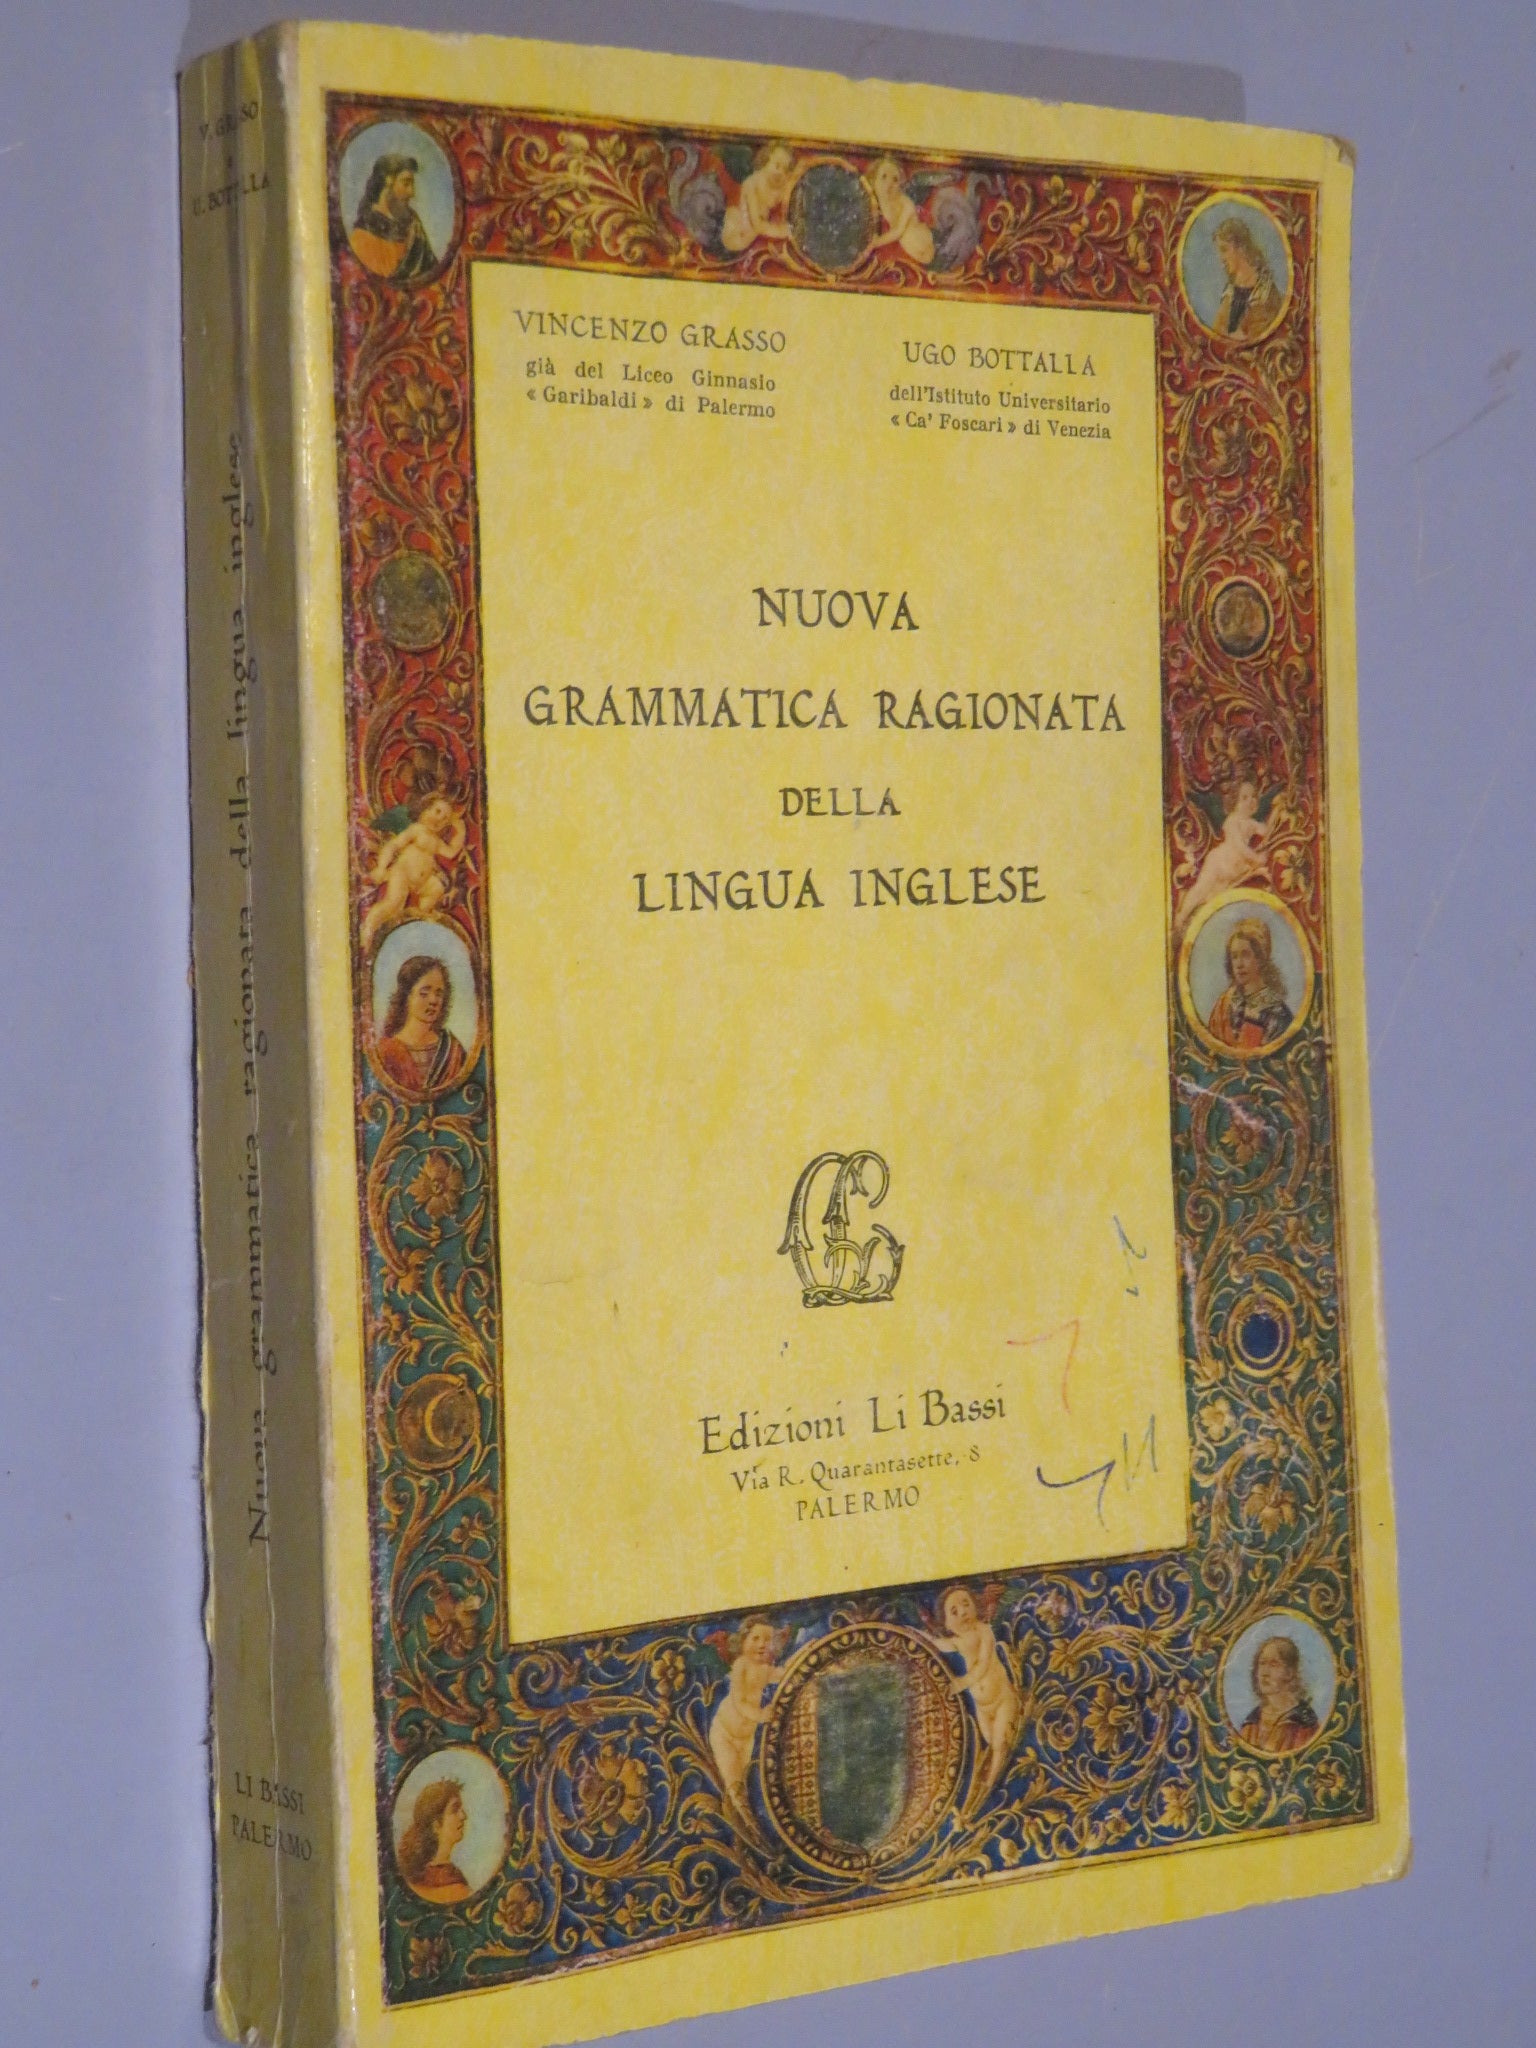 VINCENZO GRASSO
già del Liceo Ginnasio
« Garibaldi » di Palermo
UGO BOTTALLA
dell'Istituto Universitario
« Ca' Foscari » di Venezia
NUOVA
GRAMMATICA RAGIONATA
DELLA
LINGUA INGLESE
Edizioni Li Bassi
Via R. Quarantasette, 8
PALERMO
V. GRASSO
U. BOTTALLA
Nuova grammatica ragionata della lingua inglese
LI BASSI
PALERMO